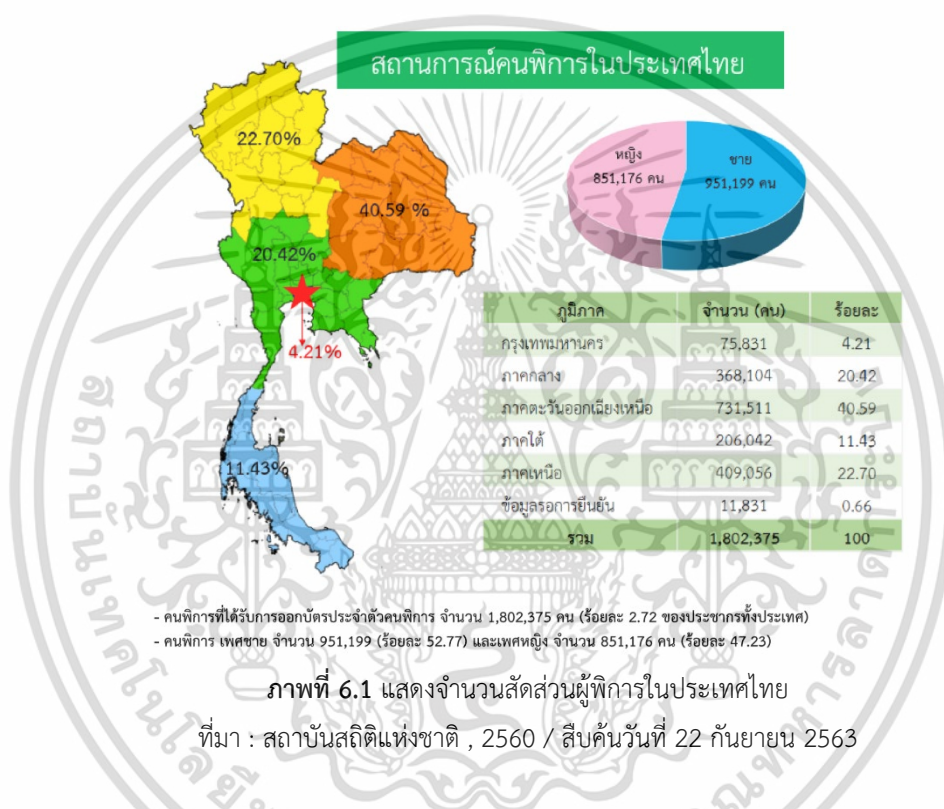 สถานการณ์คนพิการในประเทศไทย
22.70%
40.59 %
20.42%
4.21%
11.43%
หญิง
851,176 คน
ชาย
951,199 คน
ภูมิภาค จำนวน (คน) ร้อยละ
กรุงเทพมหานคร 75,831 4.21
ภาคกลาง 368,104 20.42
ภาคตะวันออกเฉียงเหนือ 731,511 40.59
ภาคใต้ 206,042 11.43
ภาคเหนือ 409,056 22.70
ข้อมูลรอการยืนยัน 11,831 0.66
รวม 1,802,375 100
- คนพิการที่ได้รับการออกบัตรประจำตัวคนพิการ จำนวน 1,802,375 คน (ร้อยละ 2.72 ของประชากรทั้งประเทศ)
- คนพิการ เพศชาย จำนวน 951,199 (ร้อยละ 52.77) และเพศหญิง จำนวน 851,176 คน (ร้อยละ 47.23)
ภาพที่ 6.1 แสดงจำนวนสัดส่วนผู้พิการในประเทศไทย
ที่มา : สถาบันสถิติแห่งชาติ , 2560 / สืบค้นวันที่ 22 กันยายน 2563